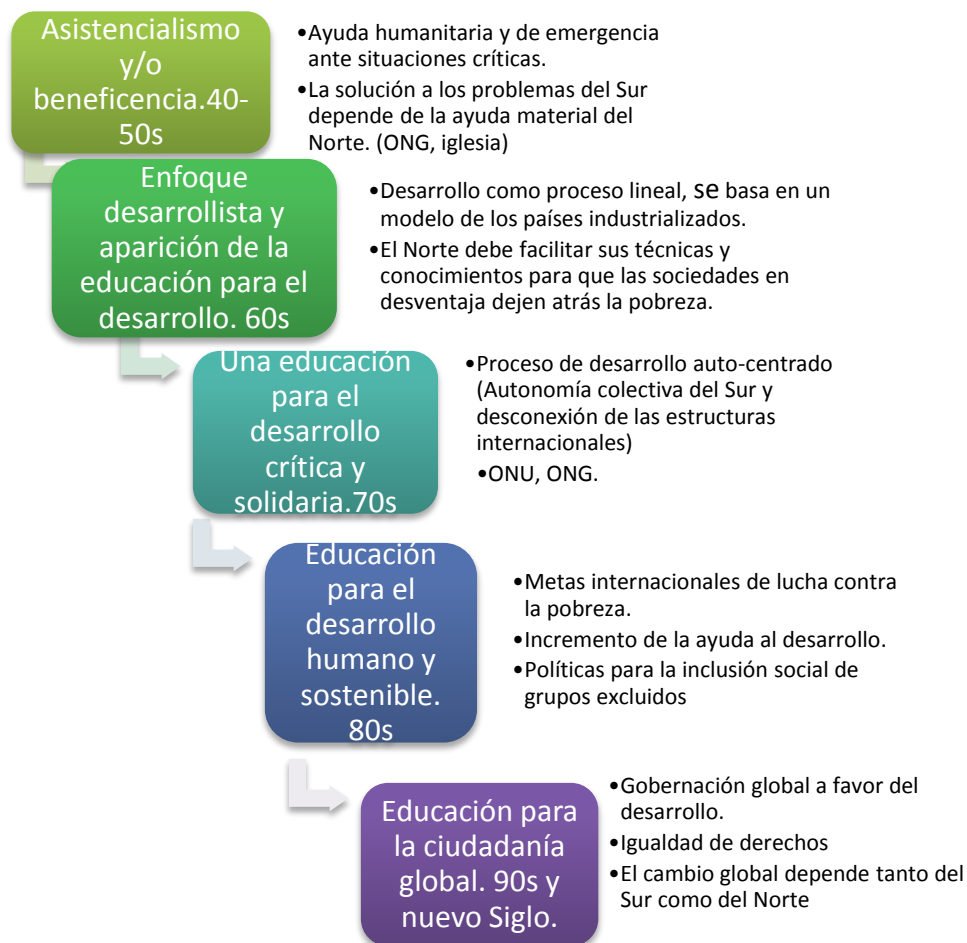 Asistencialismo
y/o
beneficencia.40-
50s
•Ayuda humanitaria y de emergencia
ante situaciones críticas.
•La solución a los problemas del Sur
depende de la ayuda material del
Norte. (ONG, iglesia)
Enfoque
desarrollista y
aparición de la
educación para el
desarrollo. 60s
•Desarrollo como proceso lineal, se basa en un
modelo de los países industrializados.
•El Norte debe facilitar sus técnicas y
conocimientos para que las sociedades en
desventaja dejen atrás la pobreza.
Una educación
para el
desarrollo
crítica y
solidaria.70s
•Proceso de desarrollo auto-centrado
(Autonomía colectiva del Sur y
desconexión de las estructuras
internacionales)
•ONU, ONG.
Educación
para el
desarrollo
humano y
sostenible.
80s
•Metas internacionales de lucha contra
la pobreza.
•Incremento de la ayuda al desarrollo.
•Políticas para la inclusión social de
grupos excluidos
Educación para
la ciudadanía
global. 90s y
nuevo Siglo.
•Gobernación global a favor del
desarrollo.
•Igualdad de derechos
•El cambio global depende tanto del
Sur como del Norte